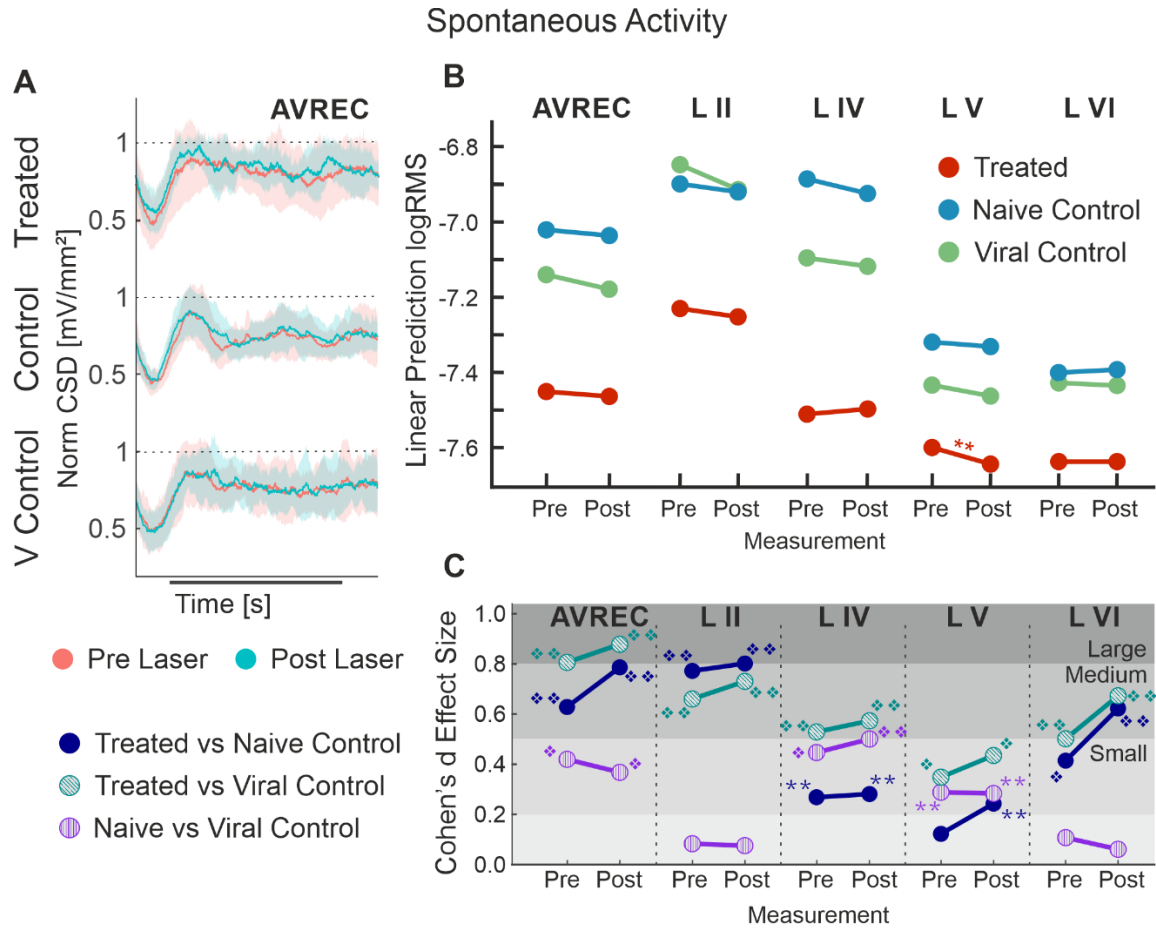 Spontaneous Activity
A
AVREC
Treated
Control
V Control
Norm CSD [mV/mm²]
1
0.5
1
0.5
1
0.5
Time [s]
Pre Laser
Post Laser
Treated vs Naive Control
Treated vs Viral Control
Naive vs Viral Control
B
AVREC L II L IV L V L VI
Linear Prediction logRMS
-6.8
-7.0
-7.2
-7.4
-7.6
Treated
Naive Control
Viral Control
**
Pre Post Pre Post Pre Post Pre Post Pre Post
Measurement
C
AVREC L II L IV L V L VI
Cohen's d Effect Size
1.0
0.8
0.6
0.4
0.2
0.0
Large
Medium
Small
** ** ** ** **
Pre Post Pre Post Pre Post Pre Post Pre Post
Measurement